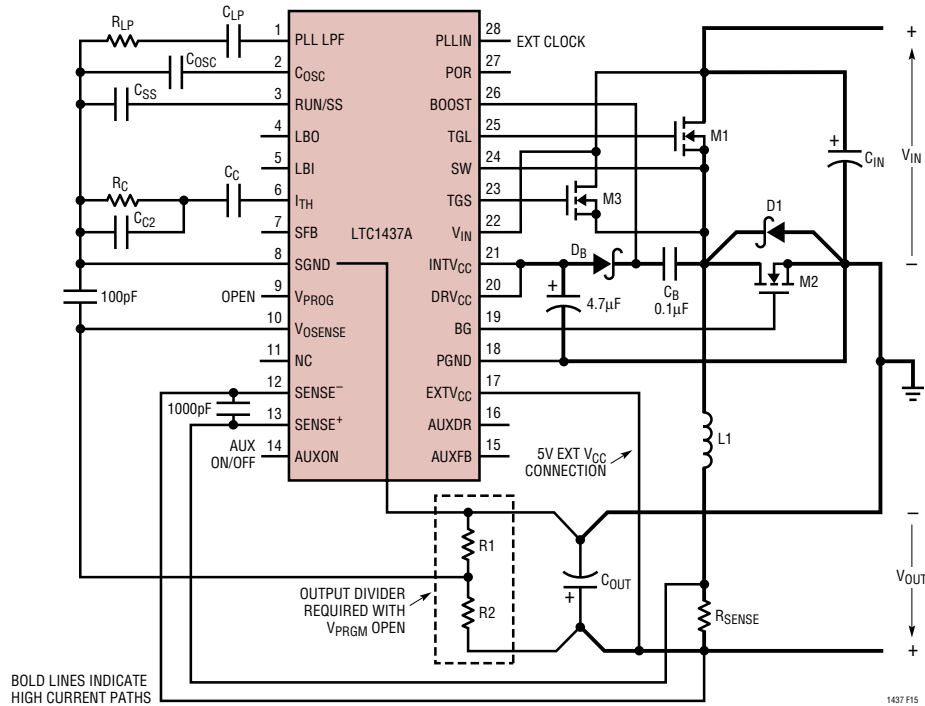 RLP
CLP
COSC
CSS
RC
CC
CC2
100pF
OPEN
1000pF
AUX
ON/OFF
1 PLL LPF
2 COSC
3 RUN/SS
4 LBO
5 LBI
6 ITH
7 SFB
8 SGND
9 VPROG
10 VOSENSE
11 NC
12 SENSE−
13 SENSE+
14 AUXON
LTC1437A
PLLIN 28 EXT CLOCK
POR 27
BOOST 26
TGL 25
SW 24
TGS 23
VIN 22
INTVCC 21
DRVCC 20
BG 19
PGND 18
EXTVCC 17
AUXDR 16
AUXFB 15
M1
M3
+
CIN
+
VIN
−
D1
DB
CB
0.1µF
M2
+
4.7µF
L1
5V EXT VCC
CONNECTION
R1
R2
OUTPUT DIVIDER
REQUIRED WITH
VPRGM OPEN
COUT
+
RSENSE
−
VOUT
+
BOLD LINES INDICATE
HIGH CURRENT PATHS
1437 F15